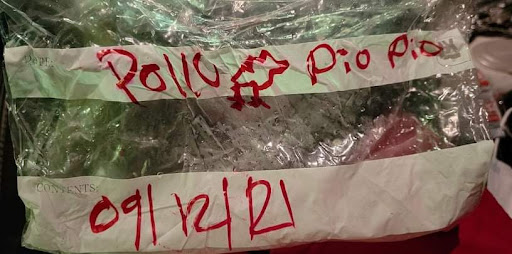 Pollo Pio Pio
CONTENTS:
09/12/21